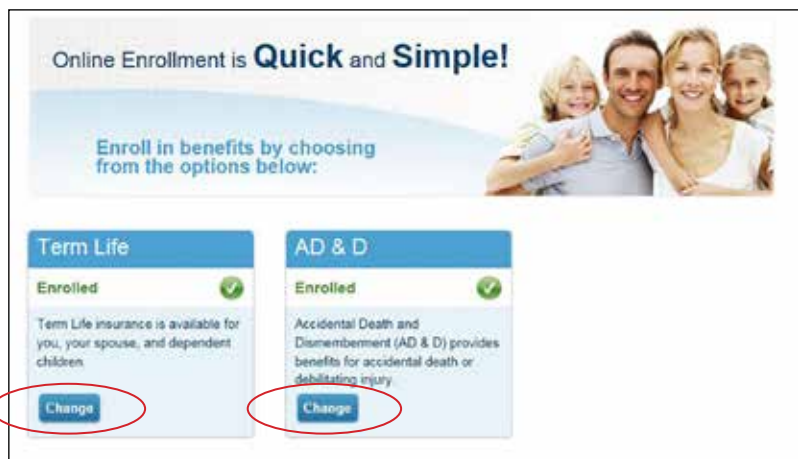 Online Enrollment is Quick and Simple!
Enroll in benefits by choosing
from the options below:
Term Life
Enrolled
Term Life insurance is available for
you, your spouse, and dependent
children.
Change
AD & D
Enrolled
Accidental Death and
Dismemberment (AD & D) provides
benefits for accidental death or
debilitating injury.
Change